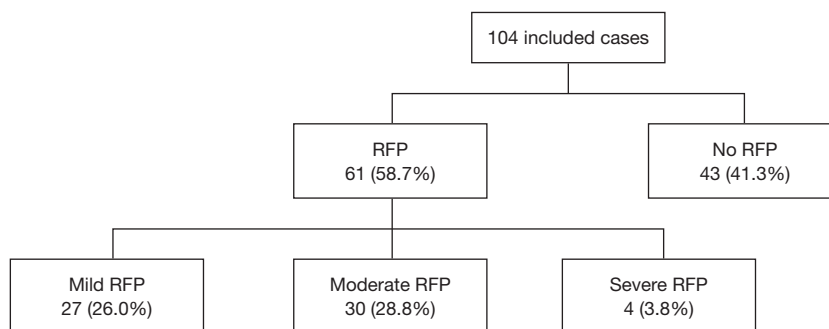 104 included cases
RFP
61 (58.7%)
No RFP
43 (41.3%)
Mild RFP
27 (26.0%)
Moderate RFP
30 (28.8%)
Severe RFP
4 (3.8%)